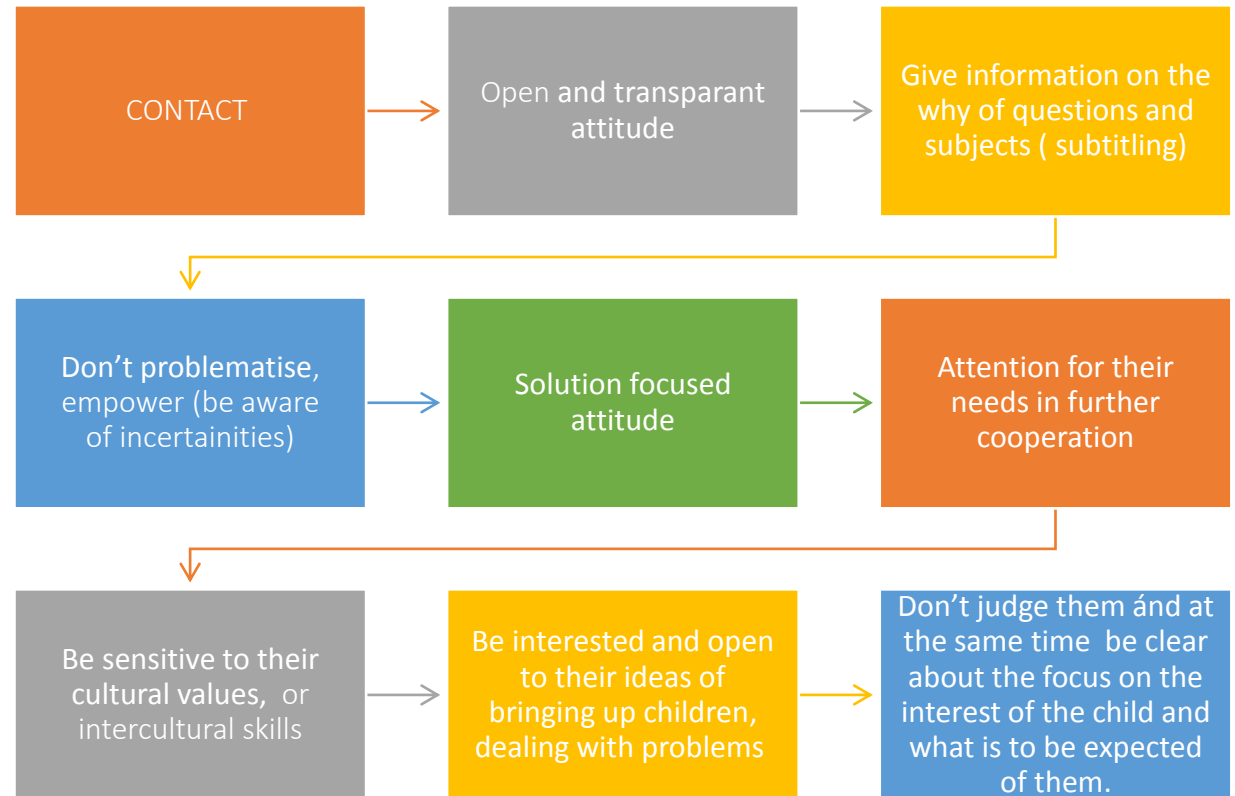 CONTACT
Open and transparant
attitude
Give information on the
why of questions and
subjects ( subtitling)
Don’t problematise,
empower (be aware
of incertainities)
Solution focused
attitude
Attention for their
needs in further
cooperation
Be sensitive to their
cultural values, or
intercultural skills
Be interested and open
to their ideas of
bringing up children,
dealing with problems
Don’t judge them ánd at
the same time be clear
about the focus on the
interest of the child and
what is to be expected
of them.